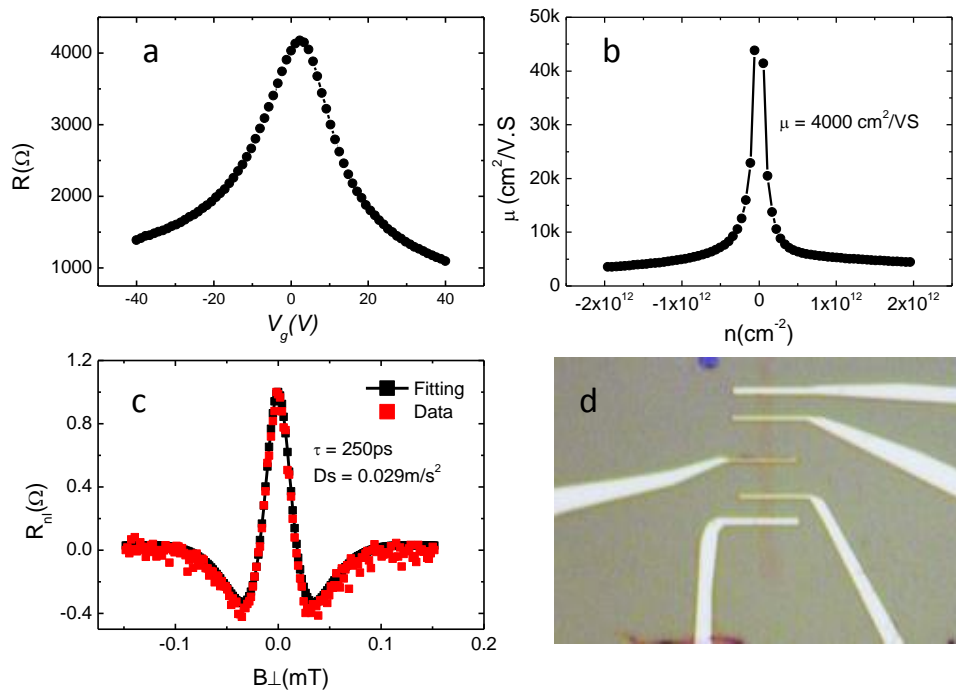 a
4000
3000
2000
1000
R(Ω)
-40 -20 0 20 40
V_g(V)
b
50k
40k
30k
20k
10k
0
μ (cm²/V.S)
μ = 4000 cm²/VS
-2x10¹² -1x10¹² 0 1x10¹² 2x10¹²
n(cm⁻²)
c
1.2
0.8
0.4
0.0
-0.4
R_nl(Ω)
Fitting
Data
τ = 250ps
Ds = 0.029m/s²
-0.1 0.0 0.1 0.2
B⊥(mT)
d